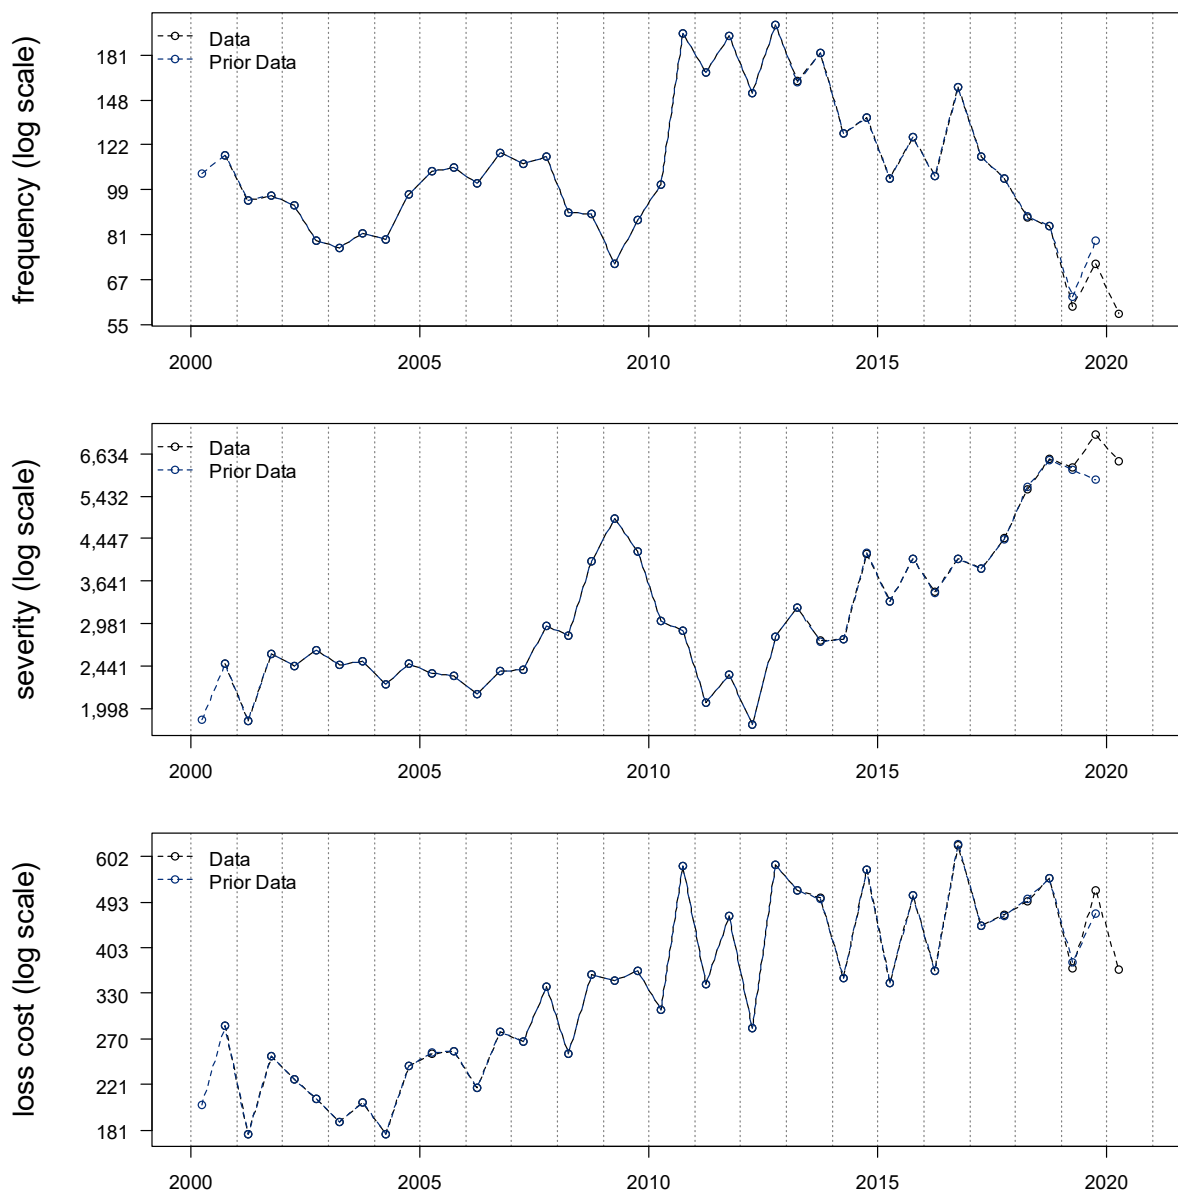 frequency (log scale)
Data
Prior Data
181
148
122
99
81
67
55
2000 2005 2010 2015 2020
severity (log scale)
Data
Prior Data
6,634
5,432
4,447
3,641
2,981
2,441
1,998
2000 2005 2010 2015 2020
loss cost (log scale)
Data
Prior Data
602
493
403
330
270
221
181
2000 2005 2010 2015 2020